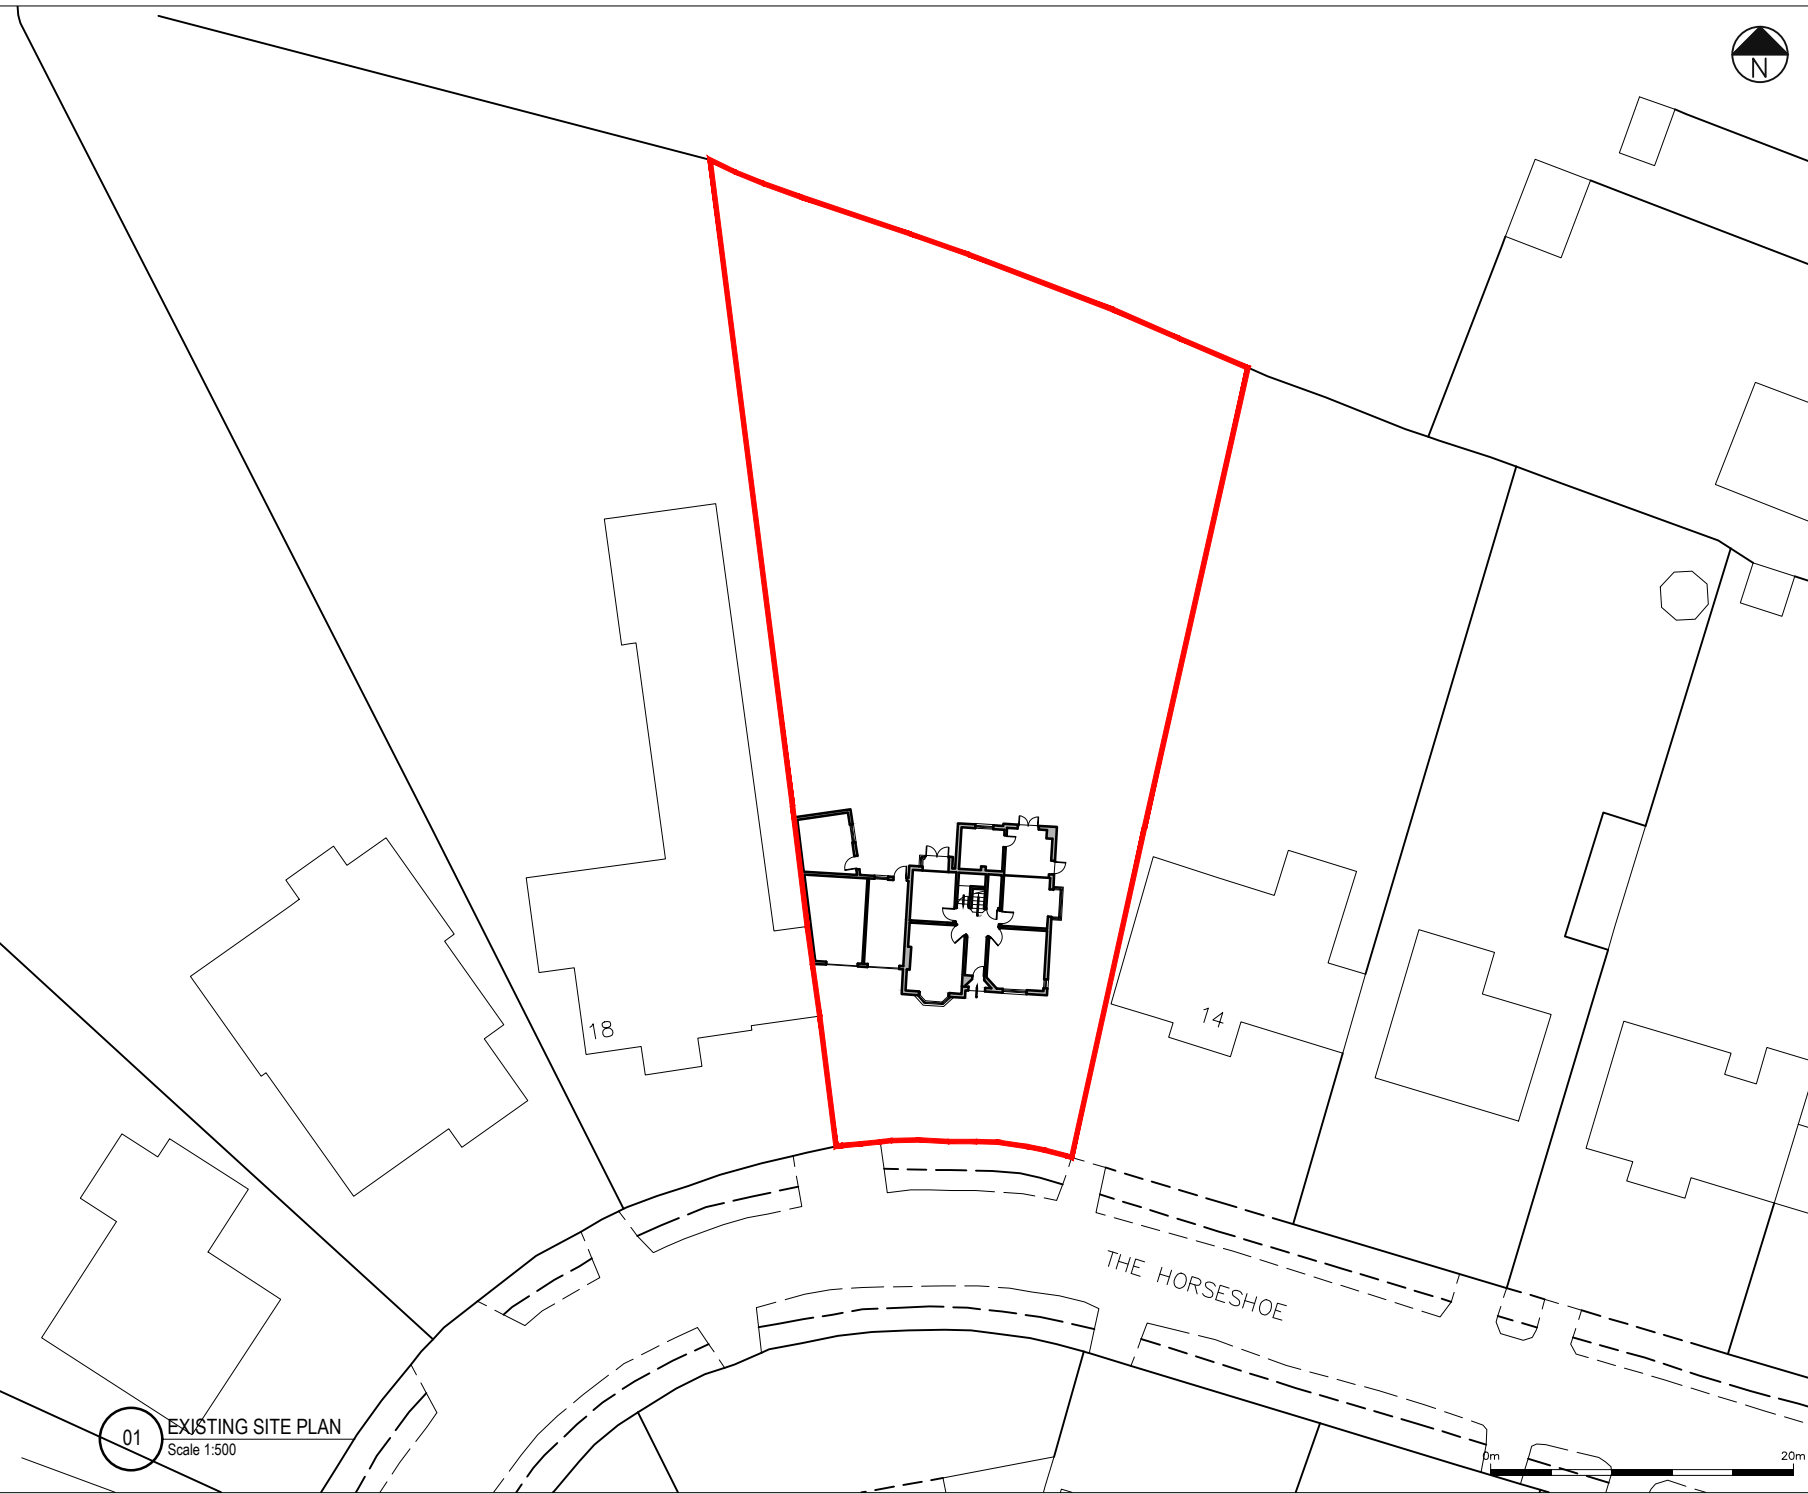 N
18
14
THE HORSESHOE
01
EXISTING SITE PLAN
Scale 1:500
0m
20m